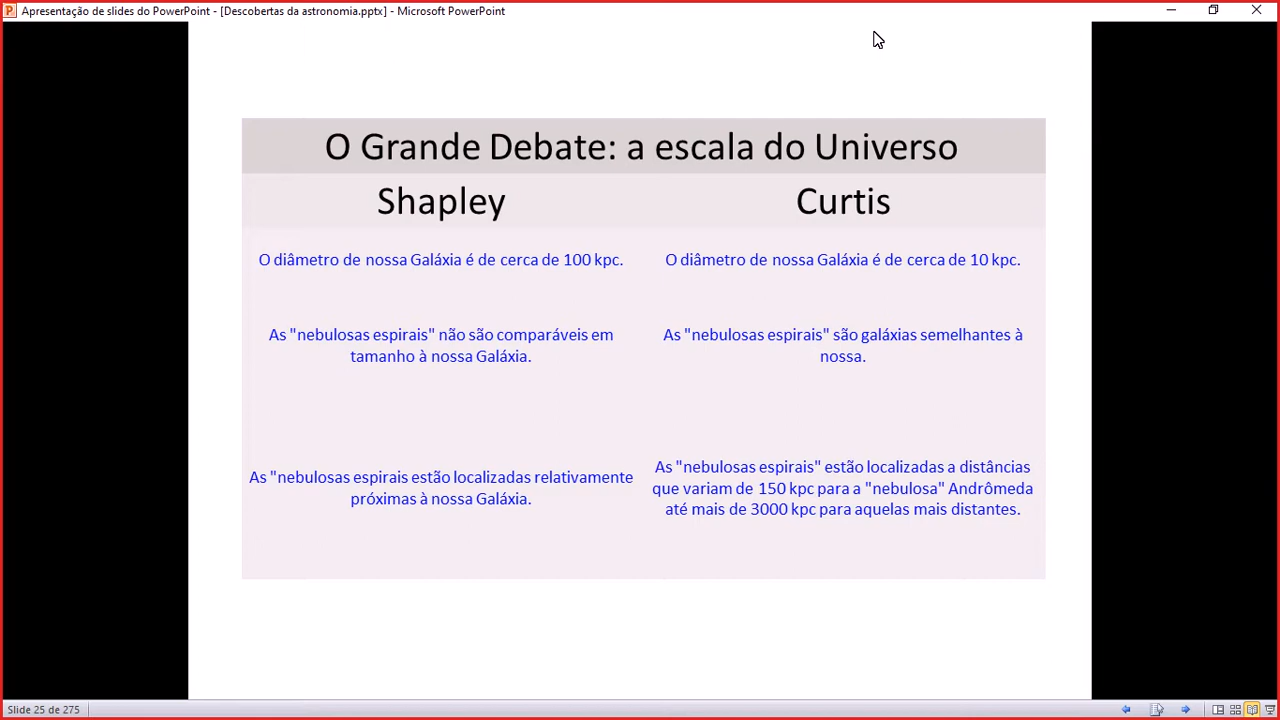 Apresentação de slides do PowerPoint - [Descobertas da astronomia.pptx] - Microsoft PowerPoint
O Grande Debate: a escala do Universo
Shapley
Curtis
O diâmetro de nossa Galáxia é de cerca de 100 kpc.
O diâmetro de nossa Galáxia é de cerca de 10 kpc.
As "nebulosas espirais" não são comparáveis em
tamanho à nossa Galáxia.
As "nebulosas espirais" são galáxias semelhantes à
nossa.
As "nebulosas espirais estão localizadas relativamente
próximas à nossa Galáxia.
As "nebulosas espirais" estão localizadas a distâncias
que variam de 150 kpc para a "nebulosa" Andrômeda
até mais de 3000 kpc para aquelas mais distantes.
Slide 25 de 275